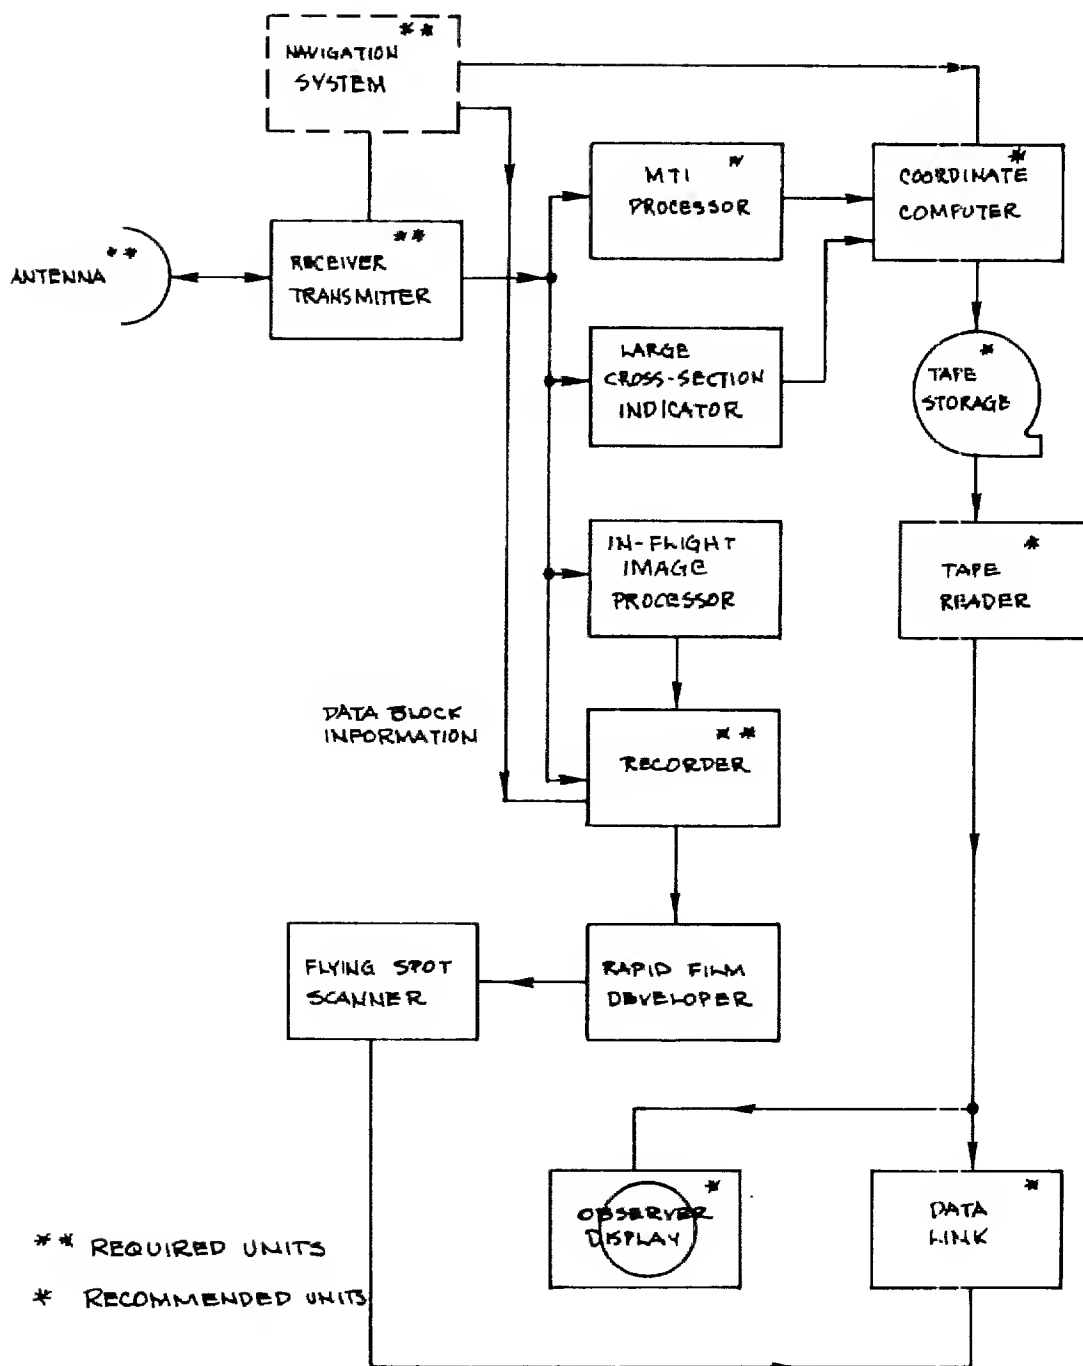 **
NAVIGATION
SYSTEM
**
RECEIVER
TRANSMITTER
**
ANTENNA
*
MTI
PROCESSOR
*
COORDINATE
COMPUTER
LARGE
CROSS-SECTION
INDICATOR
*
TAPE
STORAGE
IN-FLIGHT
IMAGE
PROCESSOR
*
TAPE
READER
DATA BLOCK
INFORMATION
**
RECORDER
FLYING SPOT
SCANNER
RAPID FILM
DEVELOPER
*
OBSERVER
DISPLAY
*
DATA
LINK
** REQUIRED UNITS
* RECOMMENDED UNITS